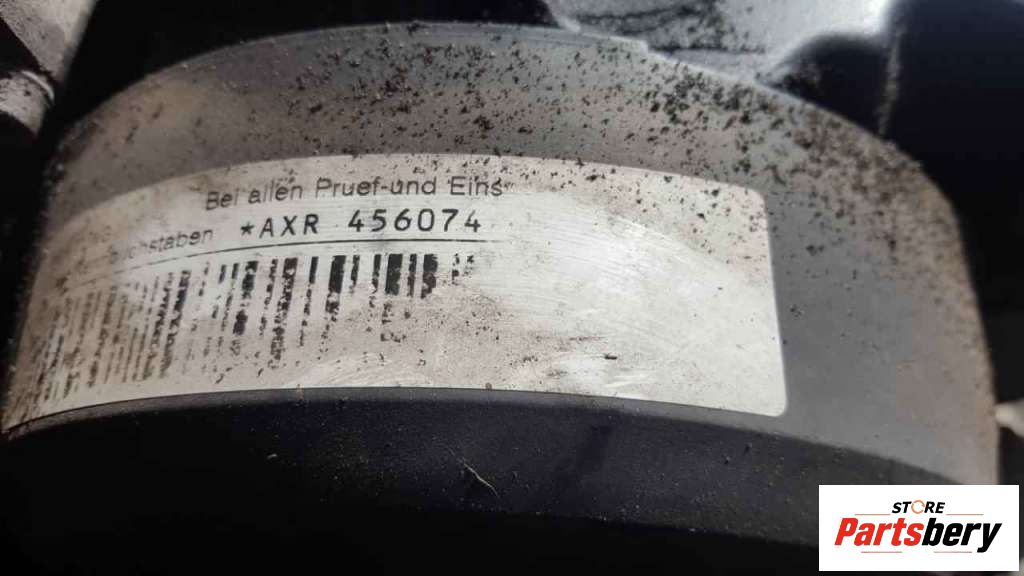 Bei allen Pruef-und Eins
*AXR 456074
STORE
Partsbery